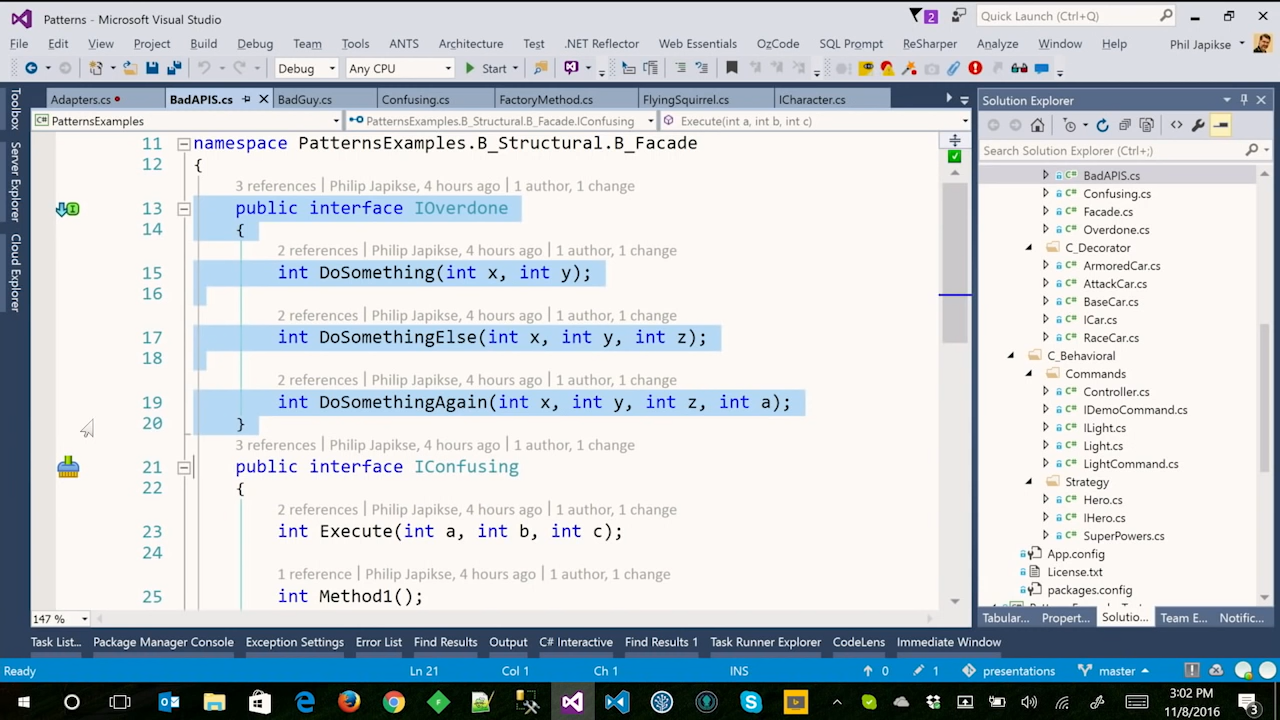 Patterns - Microsoft Visual Studio
2
Quick Launch (Ctrl+Q)
File Edit View Project Build Debug Team Tools ANTS Architecture Test .NET Reflector Web Essentials OzCode SQL Prompt ReSharper Analyze Window Help Phil Japikse
Debug Any CPU Start
Toolbox
Server Explorer
Cloud Explorer
Adapters.cs BadAPIS.cs BadGuy.cs Confusing.cs FactoryMethod.cs FlyingSquirrel.cs ICharacter.cs
PatternsExamples PatternsExamples.B_Structural.B_Facade.IConfusing Execute(int a, int b, int c)
11 namespace PatternsExamples.B_Structural.B_Facade
12 {
3 references | Philip Japikse, 4 hours ago | 1 author, 1 change
13 public interface IOverdone
14 {
2 references | Philip Japikse, 4 hours ago | 1 author, 1 change
15 int DoSomething(int x, int y);
16
2 references | Philip Japikse, 4 hours ago | 1 author, 1 change
17 int DoSomethingElse(int x, int y, int z);
18
2 references | Philip Japikse, 4 hours ago | 1 author, 1 change
19 int DoSomethingAgain(int x, int y, int z, int a);
20 }
3 references | Philip Japikse, 4 hours ago | 1 author, 1 change
21 public interface IConfusing
22 {
2 references | Philip Japikse, 4 hours ago | 1 author, 1 change
23 int Execute(int a, int b, int c);
24
1 reference | Philip Japikse, 4 hours ago | 1 author, 1 change
25 int Method1();
147 %
Solution Explorer
Search Solution Explorer (Ctrl+;)
C# BadAPIS.cs
C# Confusing.cs
C# Facade.cs
C# Overdone.cs
C_Decorator
C# ArmoredCar.cs
C# AttackCar.cs
C# BaseCar.cs
C# ICar.cs
C# RaceCar.cs
C_Behavioral
Commands
C# Controller.cs
C# IDemoCommand.cs
C# ILight.cs
C# Light.cs
C# LightCommand.cs
Strategy
C# Hero.cs
C# IHero.cs
C# SuperPowers.cs
App.config
License.txt
packages.config
Tabular... Propert... Solutio... Team E... Notific...
Task List... Package Manager Console Exception Settings Error List Find Results Output C# Interactive Find Results 1 Task Runner Explorer CodeLens Immediate Window
Ready Ln 21 Col 1 Ch 1 INS 0 1 presentations master
3:02 PM
11/8/2016
3